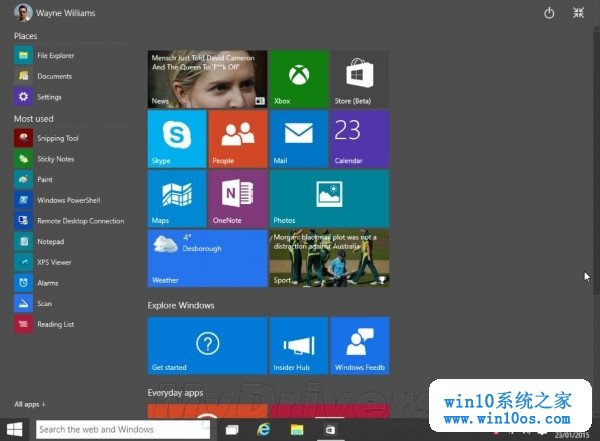 Wayne Williams
Places
File Explorer
Documents
Settings
Most used
Snipping Tool
Sticky Notes
Paint
Windows PowerShell
Remote Desktop Connection
Notepad
XPS Viewer
Alarms
Scan
Reading List
All apps
Mensch Just Told David Cameron
And The Queen To 'F**k Off'
News
Xbox
Store (Beta)
Skype
People
Mail
23
Calendar
Maps
OneNote
Photos
4°
Desborough
Weather
Morgan: blackmail plot was not a
distraction against Australia
Sport
Explore Windows
Get started
Insider Hub
Windows Feedb
Everyday apps
MyDrivers
Search the web and Windows
23/01/2015
win10系统之家
www.win10os.com